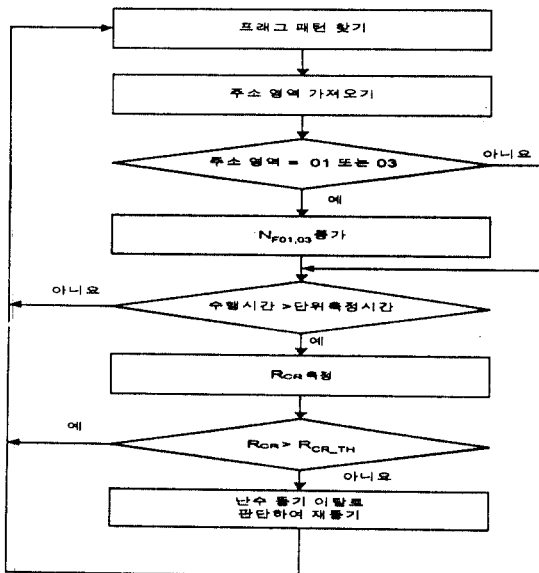 프래그 패턴 찾기
주소 영역 가져오기
주소 영역 = 01 또는 03
아니요
예
N_F01,03 증가
아니요
수행시간 >단위측정시간
예
R_CR 측정
예
R_CR > R_CR_TH
아니요
난수 동기 이탈로
판단하여 재동기